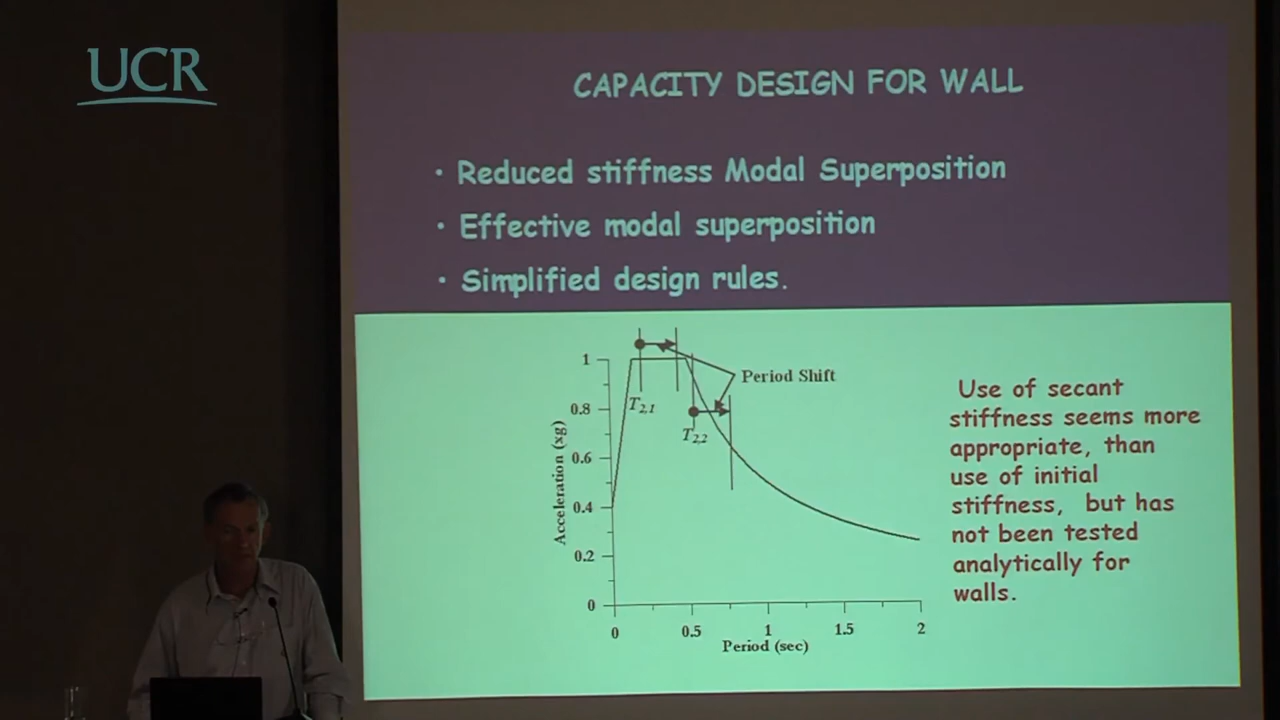 UCR
CAPACITY DESIGN FOR WALL
• Reduced stiffness Modal Superposition
• Effective modal superposition
• Simplified design rules.
Period Shift
T2,1
T2,2
1
0.8
0.6
0.4
0.2
0
Acceleration (xg)
0 0.5 1 1.5 2
Period (sec)
Use of secant
stiffness seems more
appropriate, than
use of initial
stiffness, but has
not been tested
analytically for
walls.